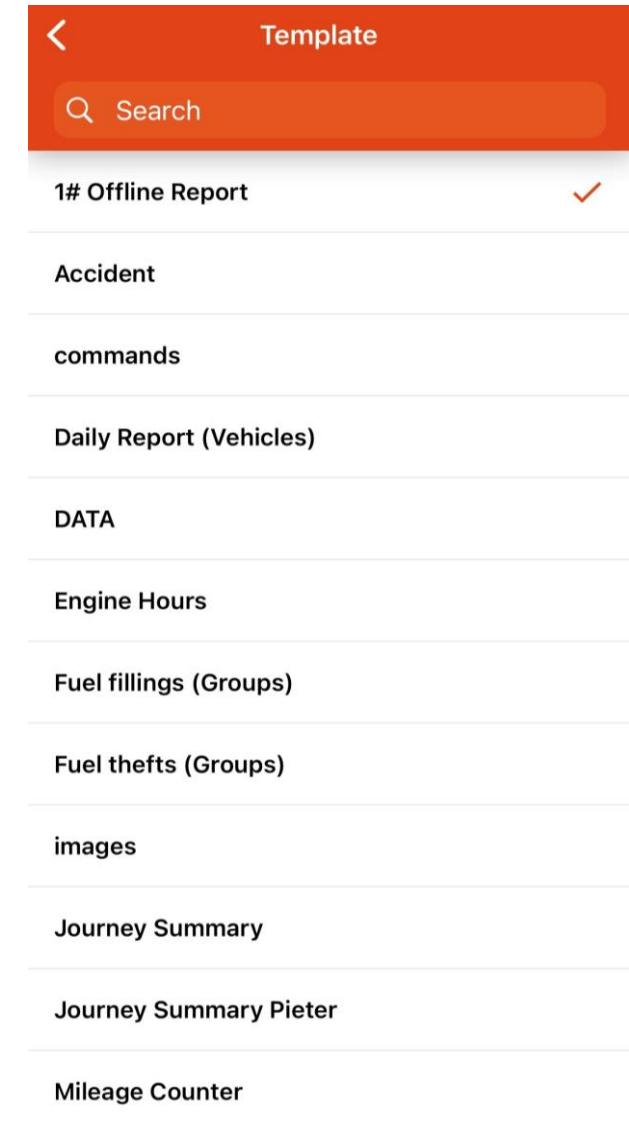 Template
Search
1# Offline Report
Accident
commands
Daily Report (Vehicles)
DATA
Engine Hours
Fuel fillings (Groups)
Fuel thefts (Groups)
images
Journey Summary
Journey Summary Pieter
Mileage Counter